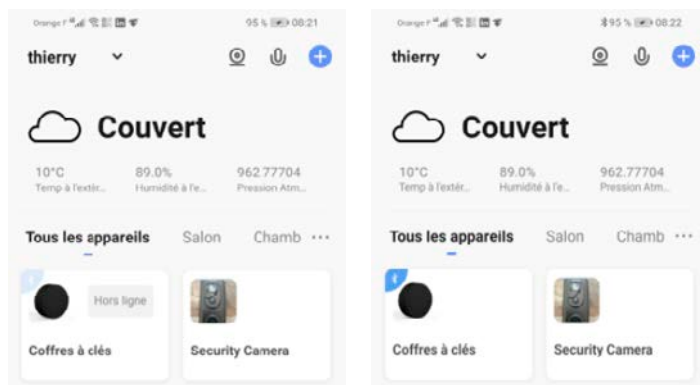 95 % 08:21
thierry
Couvert
10°C 89.0% 962.77704
Temp à l'extér... Humidité à l'e... Pression Atm...
Tous les appareils Salon Chamb ···
Hors ligne
Coffres à clés Security Camera
95 % 08:22
thierry
Couvert
10°C 89.0% 962.77704
Temp à l'extér... Humidité à l'e... Pression Atm...
Tous les appareils Salon Chamb ···
Coffres à clés Security Camera